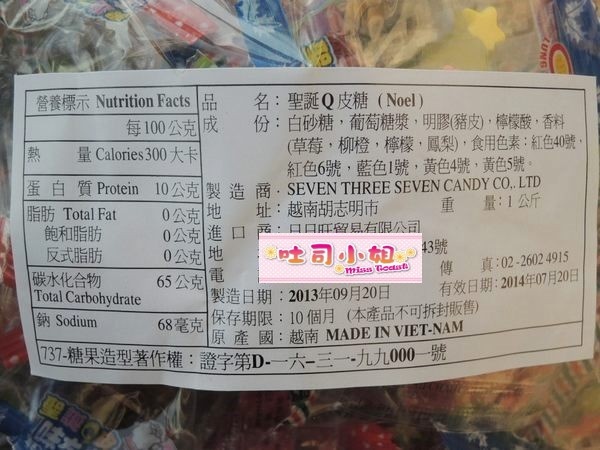 營養標示 Nutrition Facts
每100公克
熱 量 Calories 300大卡
蛋白質 Protein 10公克
脂肪 Total Fat 0公克
飽和脂肪 0公克
反式脂肪 0公克
碳水化合物 65公克
Total Carbohydrate
鈉 Sodium 68毫克
品 名：聖誕Q皮糖 (Noel)
成 份：白砂糖，葡萄糖漿，明膠(豬皮)，檸檬酸，香料
(草莓，柳橙，檸檬，鳳梨)，食用色素：紅色40號，
紅色6號，藍色1號，黃色4號，黃色5號。
製造商：SEVEN THREE SEVEN CANDY CO,. LTD
地 址：越南胡志明市 重 量：1公斤
進口商：日日旺貿易有限公司
地
43號
吐司小姐
Miss Toast
電 傳 真：02-2602 4915
製造日期：2013年09月20日 有效日期：2014年07月20日
保存期限：10個月 (本產品不可拆封販售)
原產國：越南 MADE IN VIET-NAM
737-糖果造型著作權：證字第D-一六-三一-九九000一號